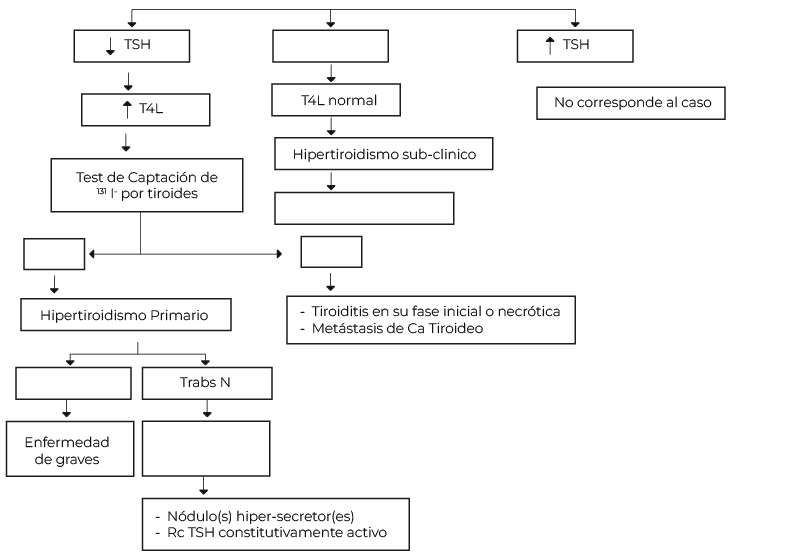 ↓ TSH
↑ TSH
↑ T4L
T4L normal
No corresponde al caso
Hipertiroidismo sub-clinico
Test de Captación de
¹³¹ I⁻ por tiroides
Hipertiroidismo Primario
- Tiroiditis en su fase inicial o necrótica
- Metástasis de Ca Tiroideo
Trabs N
Enfermedad
de graves
- Nódulo(s) hiper-secretor(es)
- Rc TSH constitutivamente activo